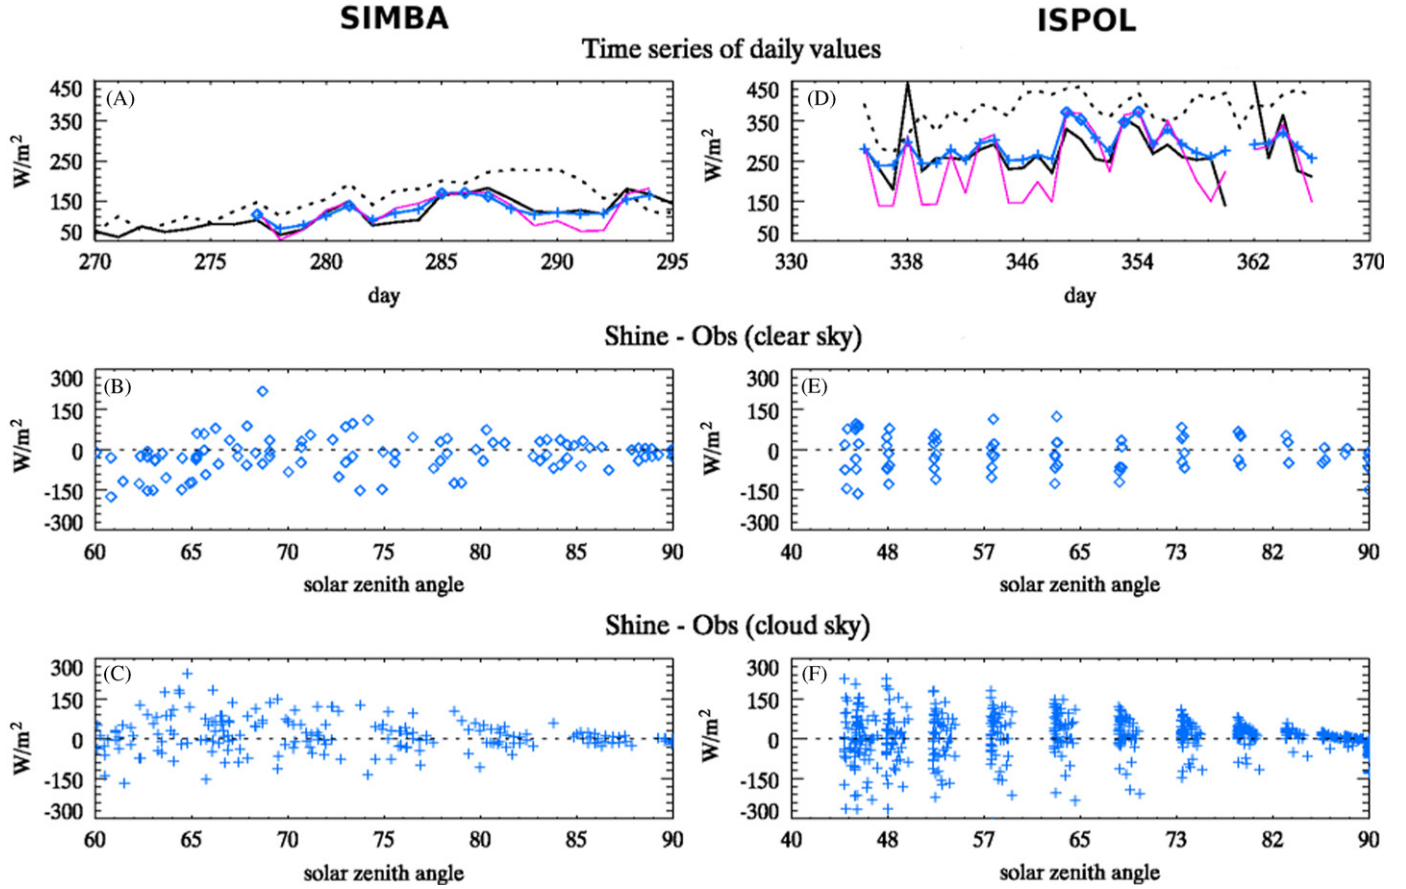 SIMBA ISPOL
Time series of daily values
(A) (D)
450 450
350 350
250 250
150 150
50 50
W/m2 W/m2
270 275 280 285 290 295 330 338 346 354 362 370
day day
Shine - Obs (clear sky)
(B) (E)
300 300
150 150
0 0
-150 -150
-300 -300
W/m2 W/m2
60 65 70 75 80 85 90 40 48 57 65 73 82 90
solar zenith angle solar zenith angle
Shine - Obs (cloud sky)
(C) (F)
300 300
150 150
0 0
-150 -150
-300 -300
W/m2 W/m2
60 65 70 75 80 85 90 40 48 57 65 73 82 90
solar zenith angle solar zenith angle